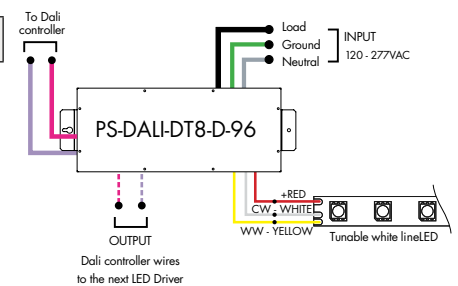 To Dali
controller
Load
Ground
Neutral
INPUT
120 - 277VAC
PS-DALI-DT8-D-96
+RED
CW - WHITE
WW - YELLOW
Tunable white lineLED
OUTPUT
Dali controller wires
to the next LED Driver